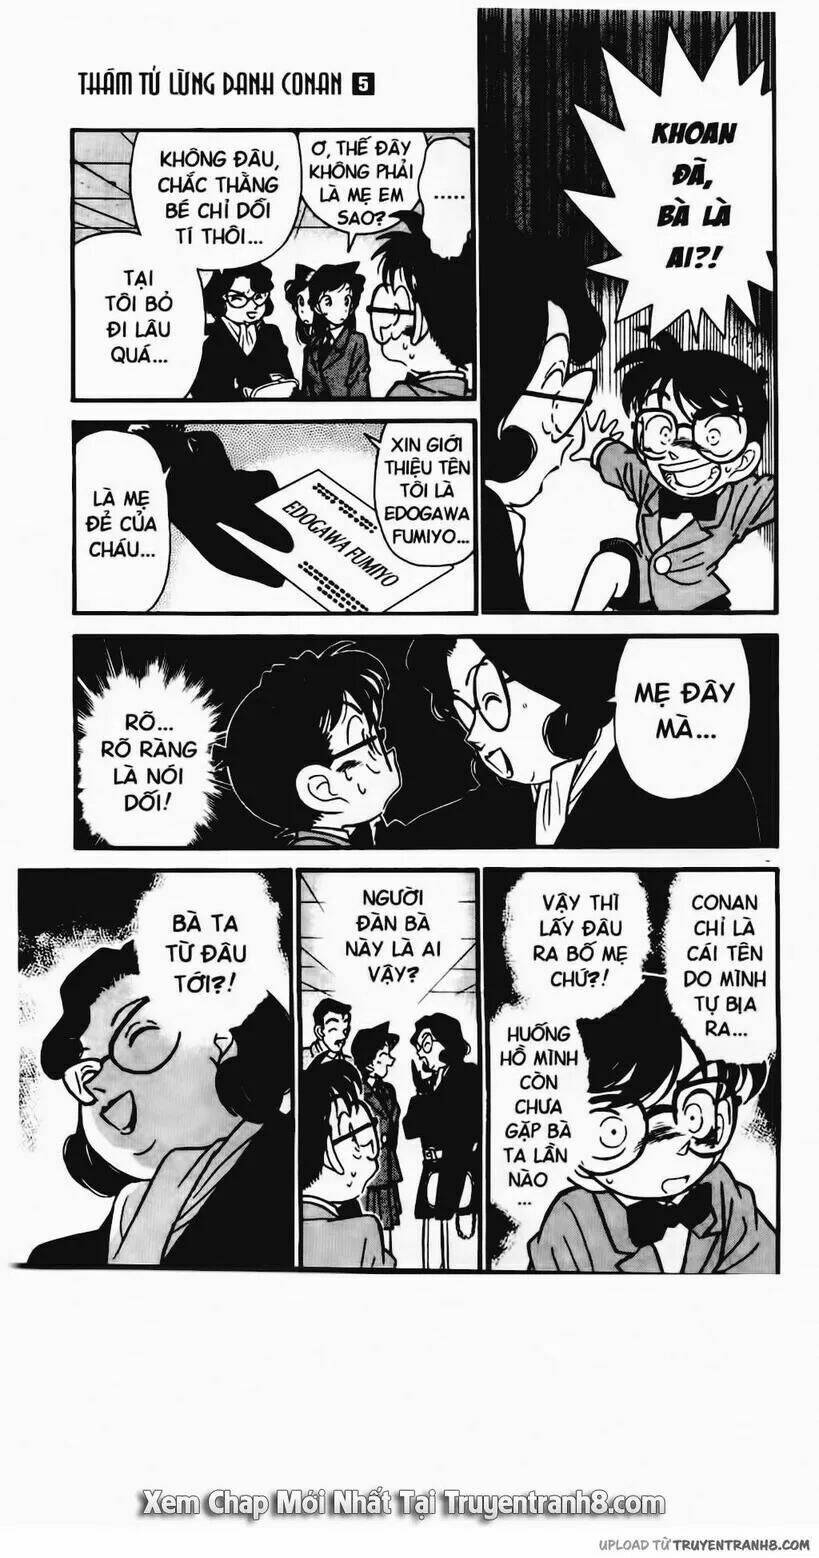 THÁM TỬ LỪNG DANH CONAN 5
KHOAN
ĐÃ,
BÀ LÀ
AI?!
.....
Ơ, THẾ ĐÂY
KHÔNG PHẢI
LÀ MẸ EM
SAO?
KHÔNG ĐÂU,
CHẮC THẰNG
BÉ CHỈ DỖI
TÍ THÔI...
TẠI
TÔI BỎ
ĐI LÂU
QUÁ...
XIN GIỚI
THIỆU TÊN
TÔI LÀ
EDOGAWA
FUMIYO...
EDOGAWA FUMIYO
LÀ MẸ
ĐẺ CỦA
CHÁU...
MẸ ĐÂY
MÀ...
RÕ...
RÕ RÀNG
LÀ NÓI
DỐI!
CONAN
CHỈ LÀ
CÁI TÊN
DO MÌNH
TỰ BỊA
RA...
VẬY THÌ
LẤY ĐÂU
RA BỐ MẸ
CHỨ?!
HUỐNG
HỒ MÌNH
CÒN
CHƯA
GẶP BÀ
TA LẦN
NÀO
...
NGƯỜI
ĐÀN BÀ
NÀY LÀ AI
VẬY?
BÀ TA
TỪ ĐÂU
TỚI?!
Xem Chap Mới Nhất Tại Truyentranh8.com
UPLOAD TỪ TRUYENTRANH8.COM